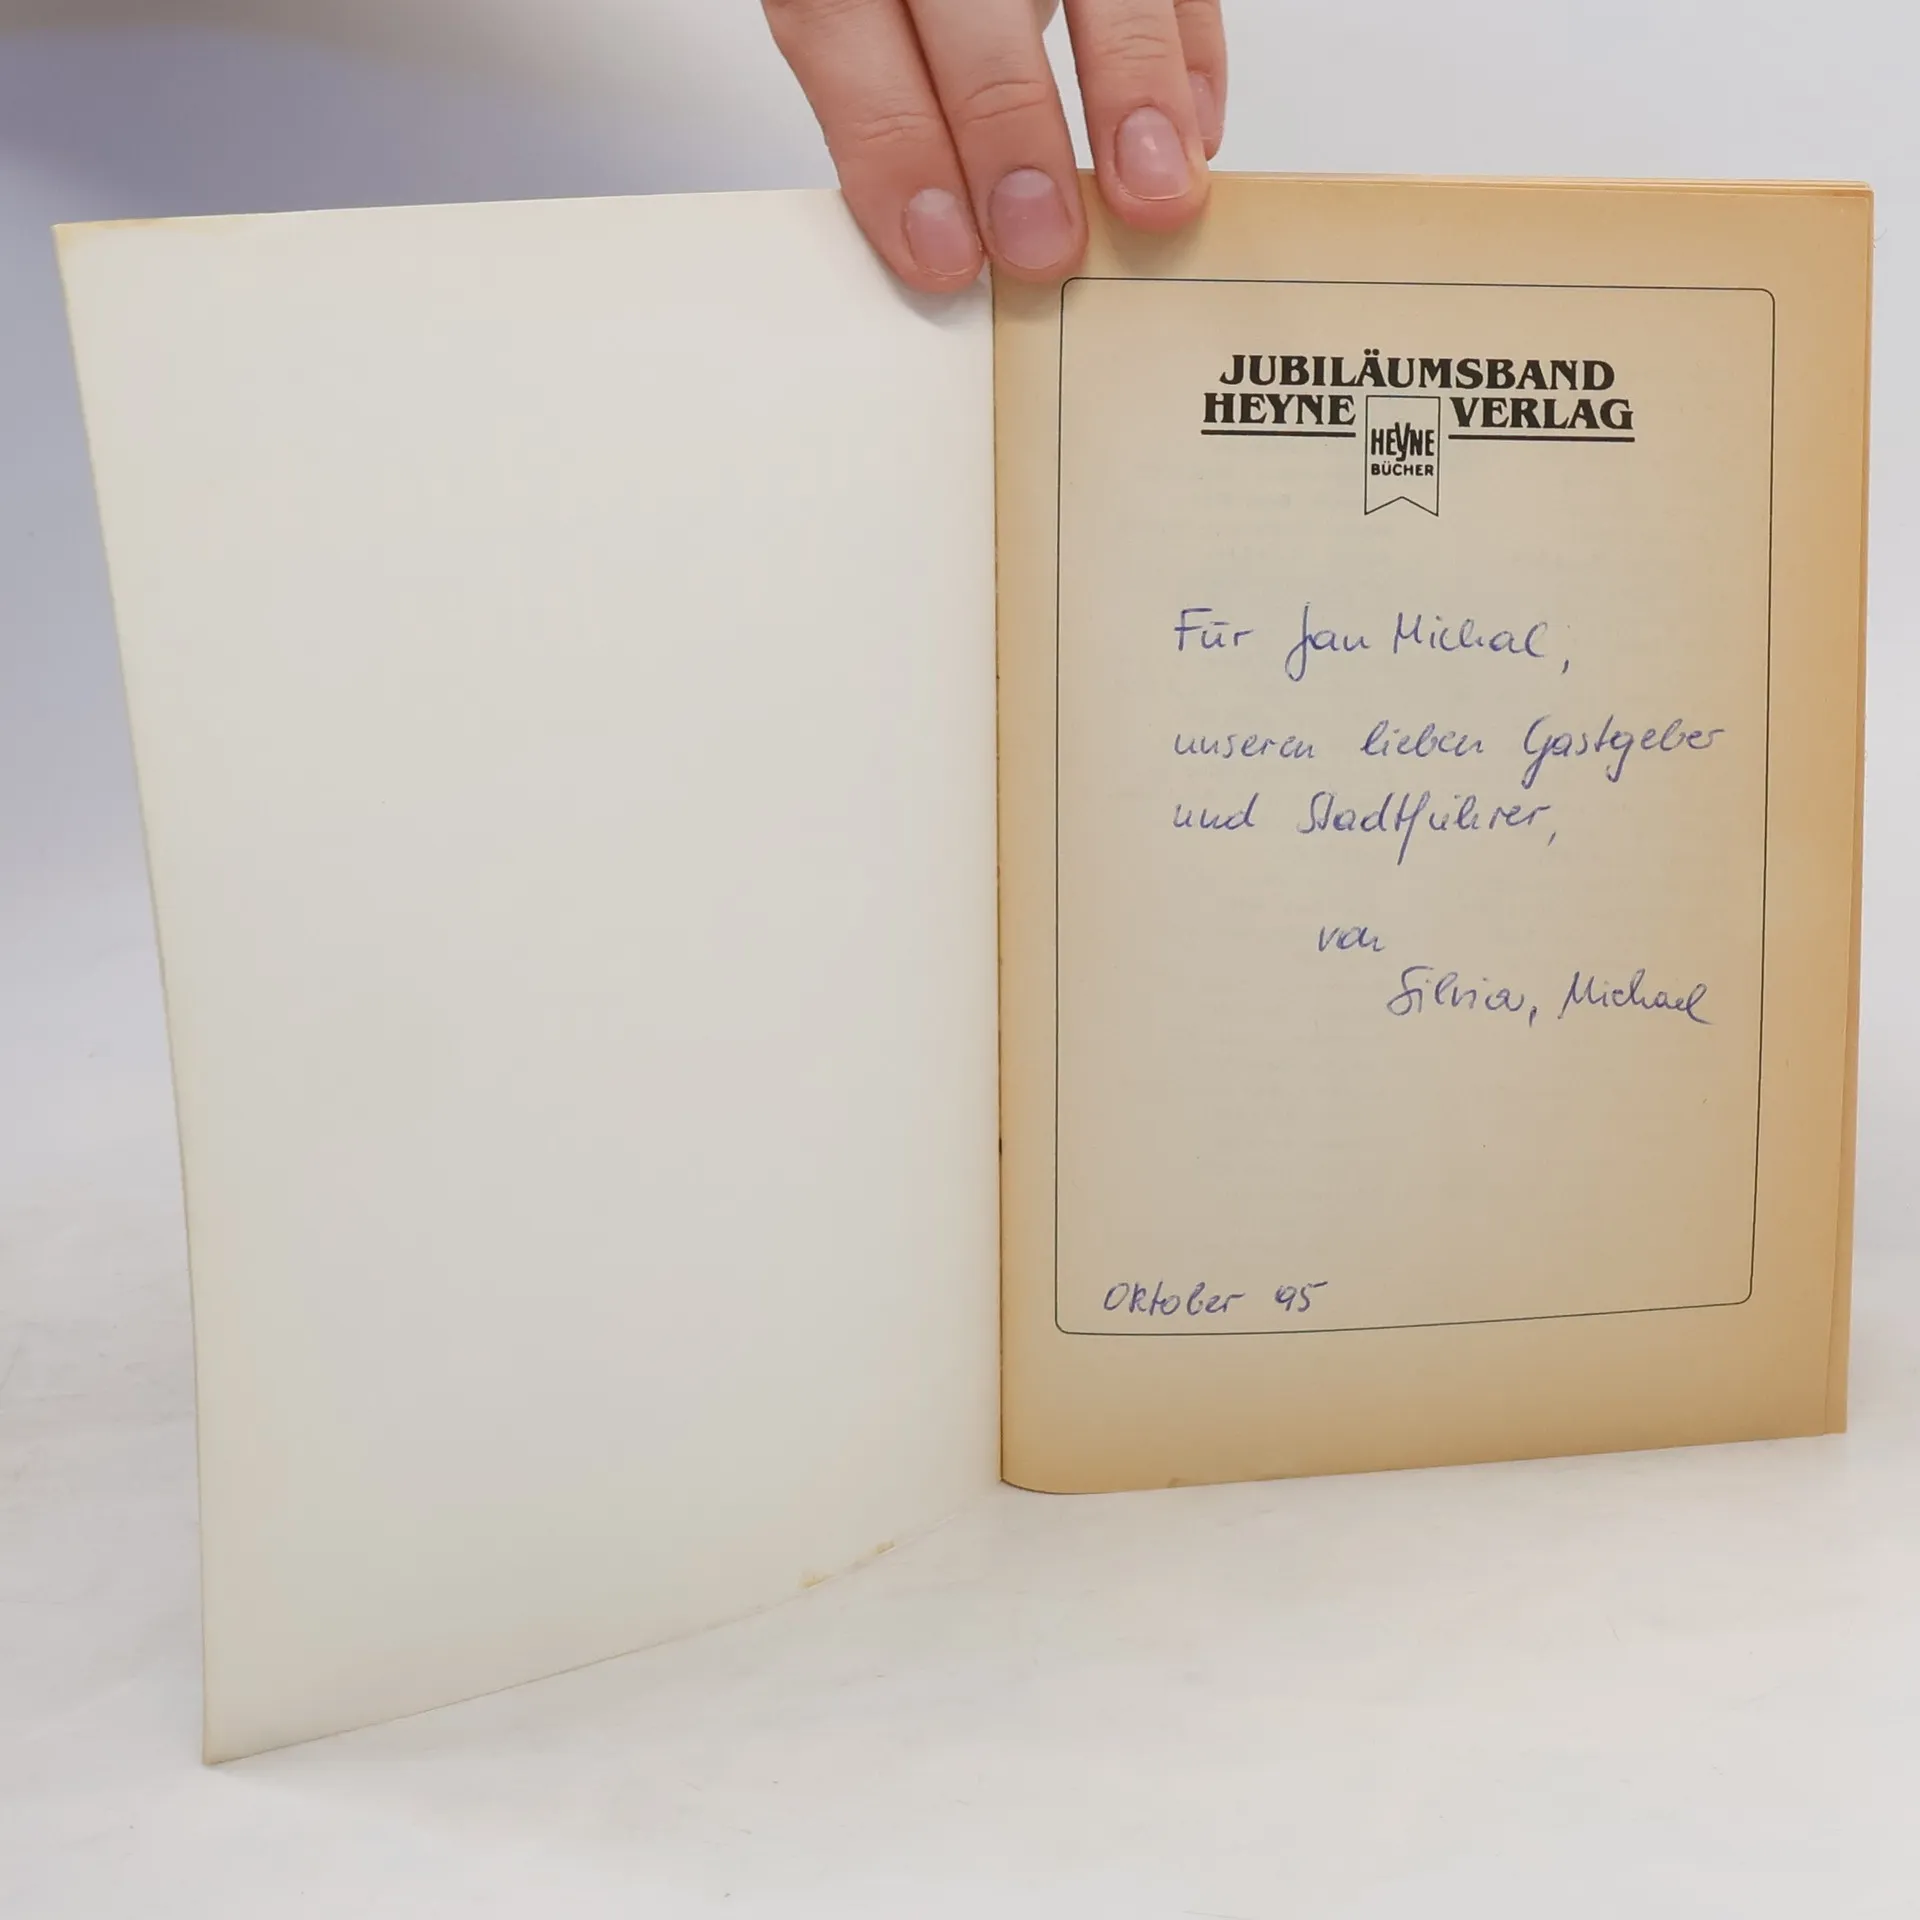 JUBILÄUMSBAND
HEYNE VERLAG
HEYNE
BÜCHER
Für Jan Michal,
unseren lieben Gastgeber
und Stadtführer,
von
Silvia, Michael
Oktober 95